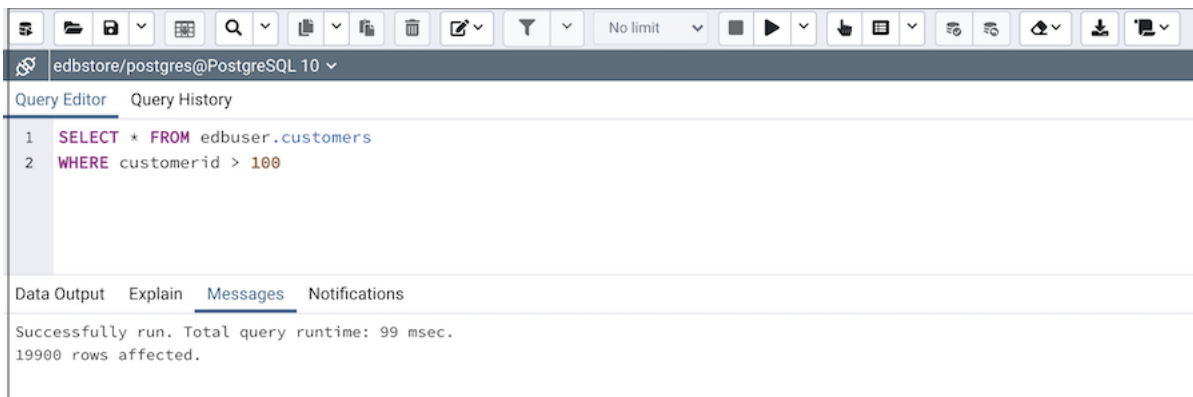 No limit
edbstore/postgres@PostgreSQL 10
Query Editor Query History
1 SELECT * FROM edbuser.customers
2 WHERE customerid > 100
Data Output Explain Messages Notifications
Successfully run. Total query runtime: 99 msec.
19900 rows affected.